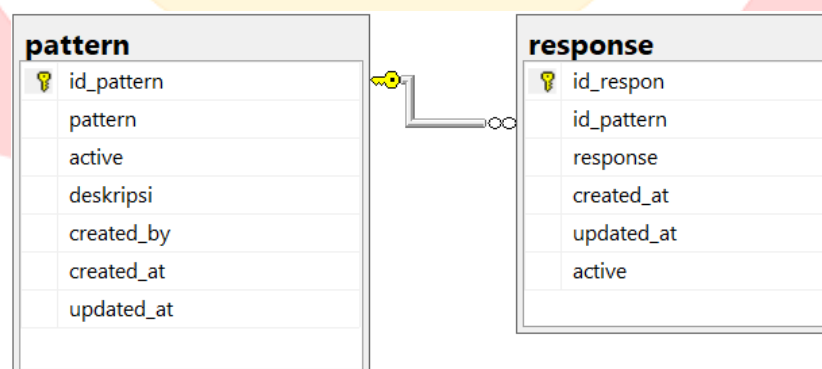 pattern
id_pattern
pattern
active
deskripsi
created_by
created_at
updated_at
response
id_respon
id_pattern
response
created_at
updated_at
active